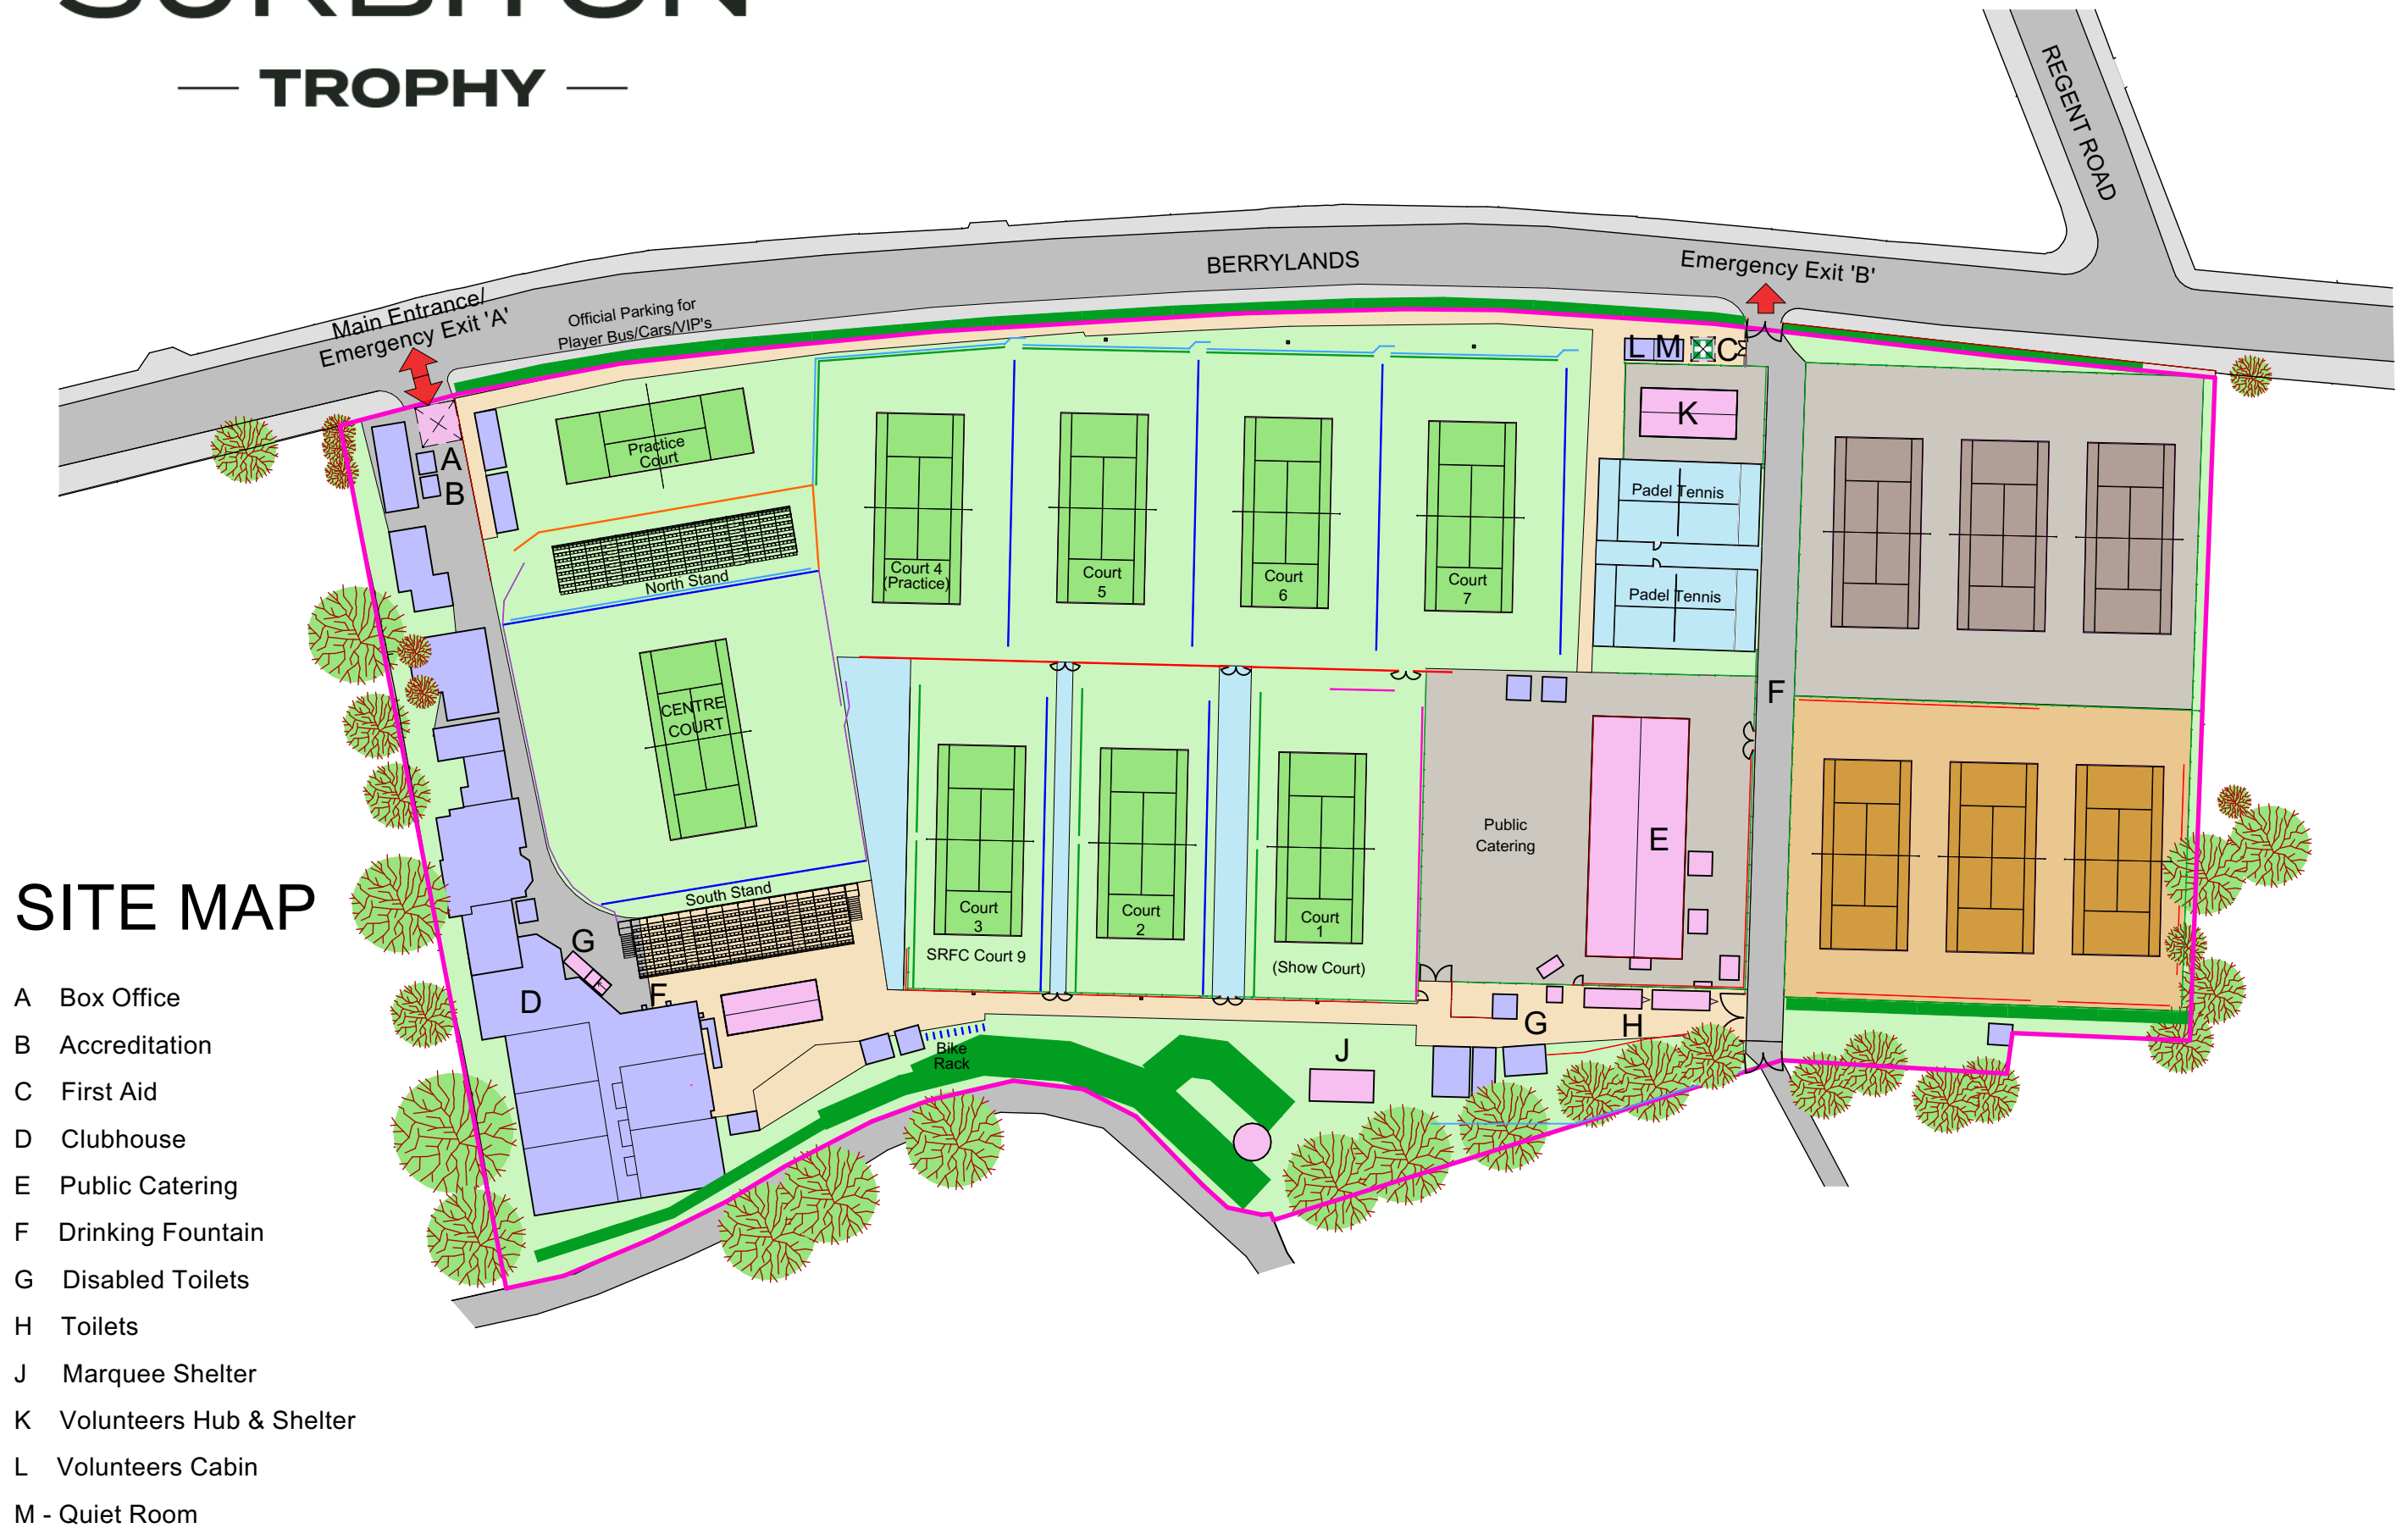 SURBITON
— TROPHY —
REGENT ROAD
BERRYLANDS
Emergency Exit 'B'
Main Entrance/
Emergency Exit 'A'
Official Parking for
Player Bus/Cars/VIP's
L M C
K
A
B
Practice
Court
North Stand
Court 4
(Practice)
Court
5
Court
6
Court
7
Padel Tennis
Padel Tennis
F
CENTRE
COURT
South Stand
Court
3
SRFC Court 9
Court
2
Court
1
(Show Court)
Public
Catering
E
G
D
F
Bike
Rack
J
G
H
SITE MAP
A Box Office
B Accreditation
C First Aid
D Clubhouse
E Public Catering
F Drinking Fountain
G Disabled Toilets
H Toilets
J Marquee Shelter
K Volunteers Hub & Shelter
L Volunteers Cabin
M - Quiet Room